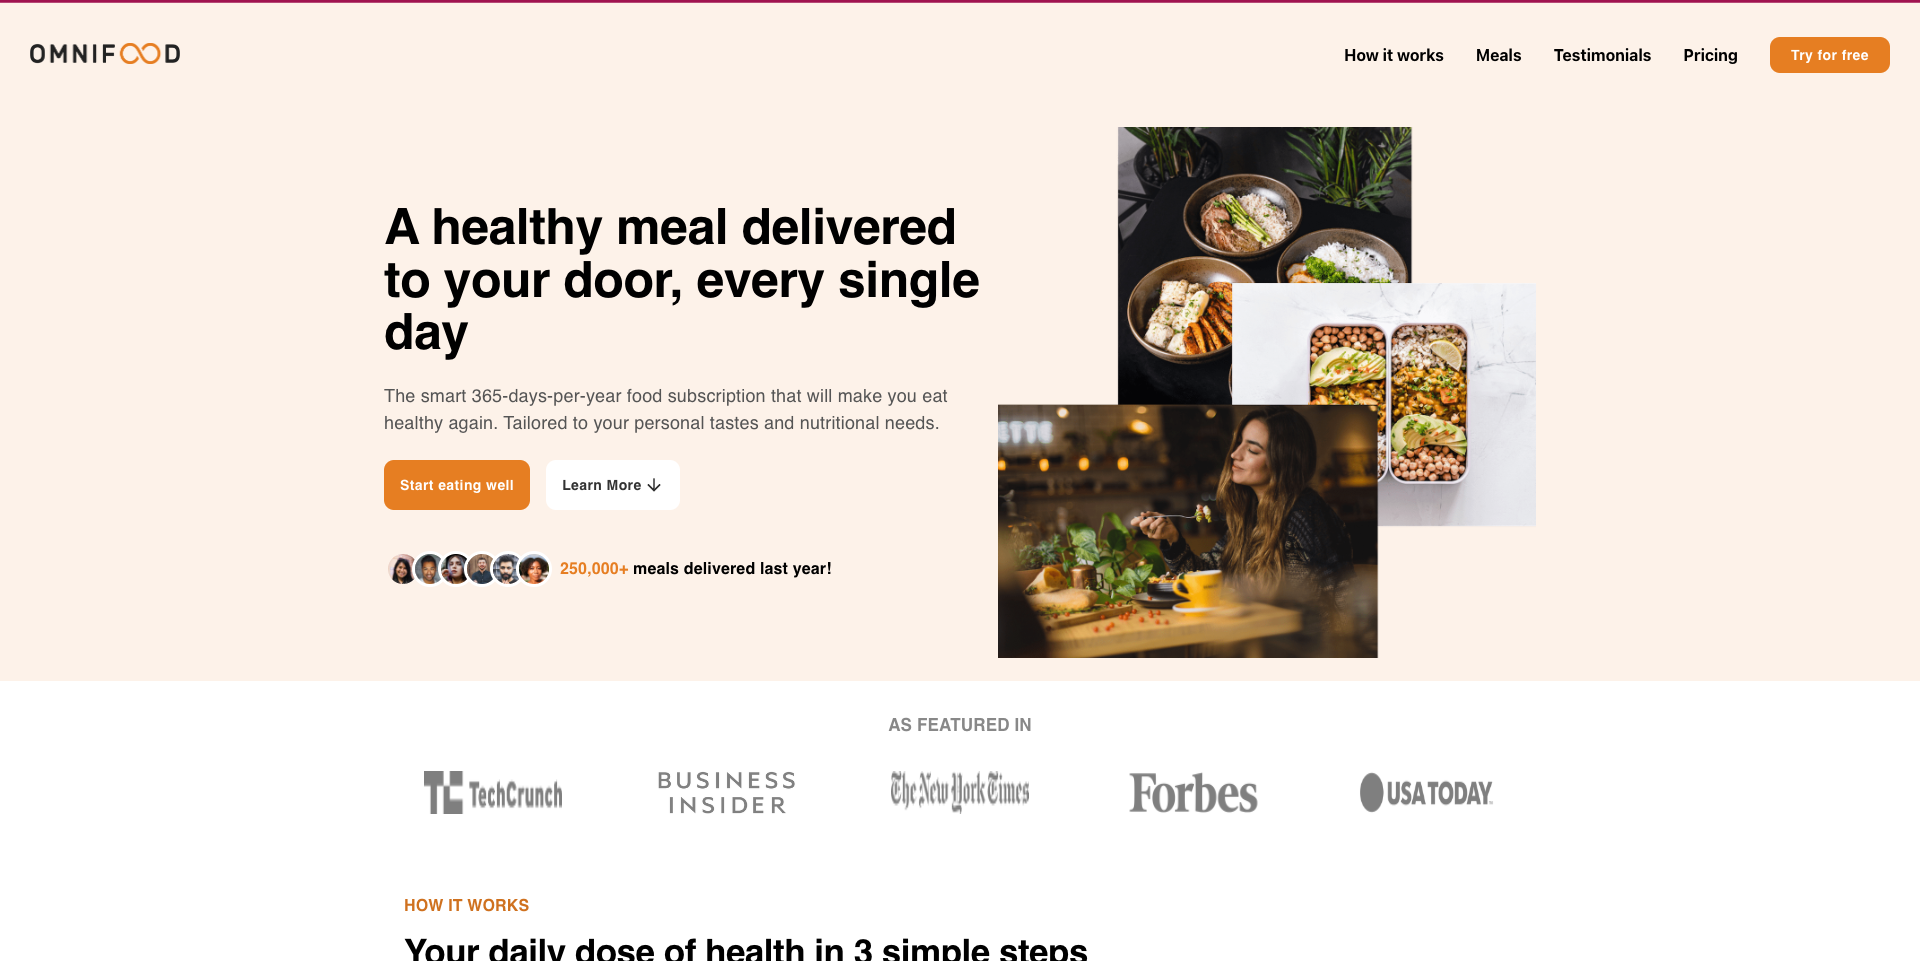 OMNIFOOD
How it works
Meals
Testimonials
Pricing
Try for free
A healthy meal delivered
to your door, every single
day
The smart 365-days-per-year food subscription that will make you eat
healthy again. Tailored to your personal tastes and nutritional needs.
Start eating well
Learn More ↓
250,000+ meals delivered last year!
AS FEATURED IN
TC TechCrunch
BUSINESS
INSIDER
The New York Times
Forbes
USA TODAY
HOW IT WORKS
Your daily dose of health in 3 simple steps